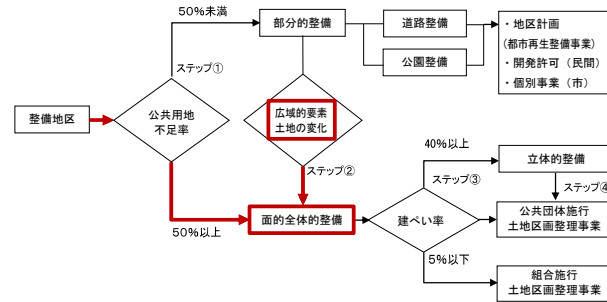 50%未満
部分的整備
道路整備
公園整備
・地区計画
(都市再生整備事業)
・開発許可（民間）
・個別事業（市）
ステップ①
整備地区
公共用地
不足率
広域的要素
土地の変化
ステップ②
50%以上
面的全体的整備
40%以上
ステップ③
建ぺい率
5%以下
立体的整備
ステップ④
公共団体施行
土地区画整理事業
組合施行
土地区画整理事業